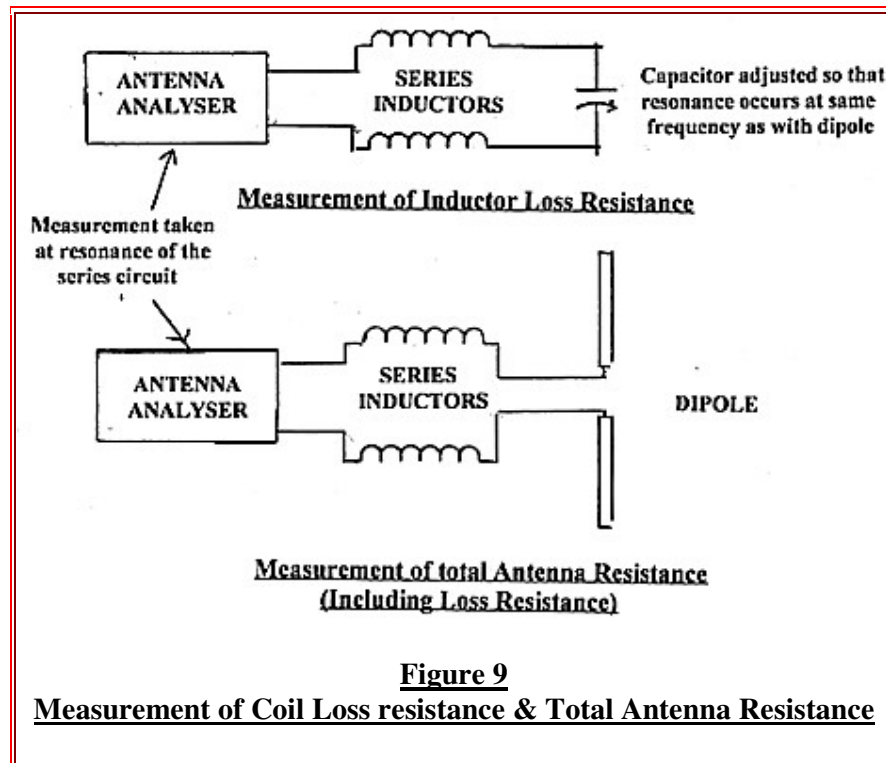 ANTENNA
ANALYSER
SERIES
INDUCTORS
Capacitor adjusted so that
resonance occurs at same
frequency as with dipole
Measurement of Inductor Loss Resistance
Measurement taken
at resonance of the
series circuit
ANTENNA
ANALYSER
SERIES
INDUCTORS
DIPOLE
Measurement of total Antenna Resistance
(Including Loss Resistance)
Figure 9
Measurement of Coil Loss resistance & Total Antenna Resistance